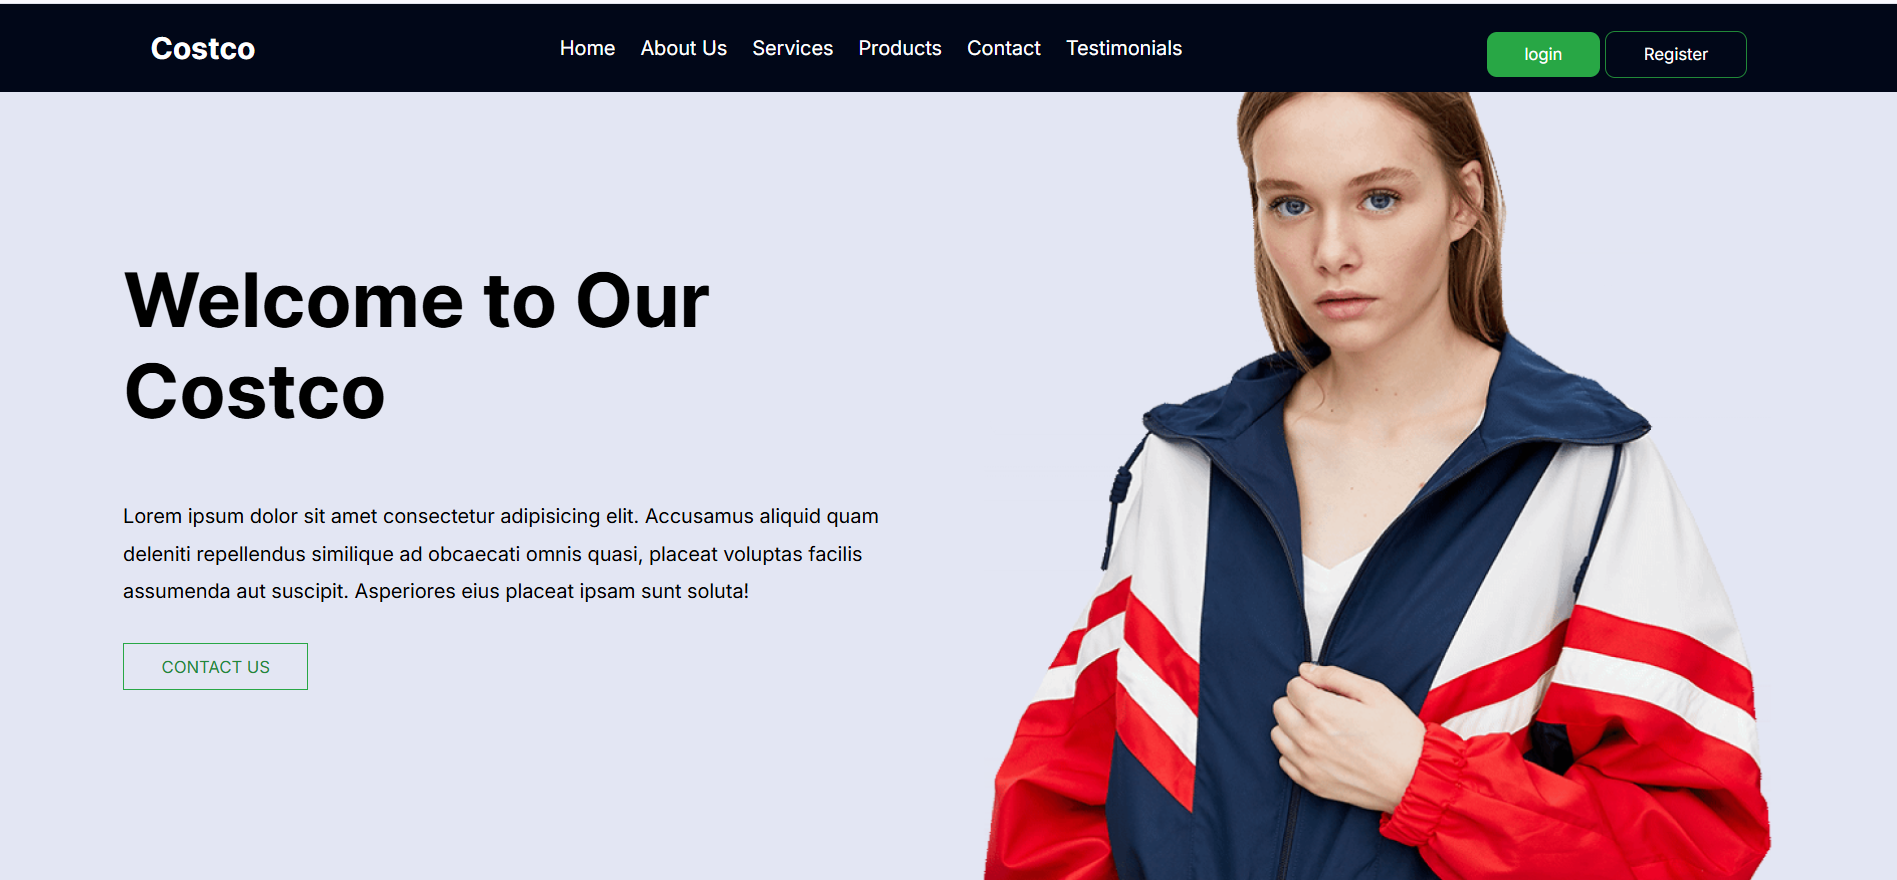 Costco
Home About Us Services Products Contact Testimonials
login Register
Welcome to Our
Costco
Lorem ipsum dolor sit amet consectetur adipisicing elit. Accusamus aliquid quam
deleniti repellendus similique ad obcaecati omnis quasi, placeat voluptas facilis
assumenda aut suscipit. Asperiores eius placeat ipsam sunt soluta!
CONTACT US